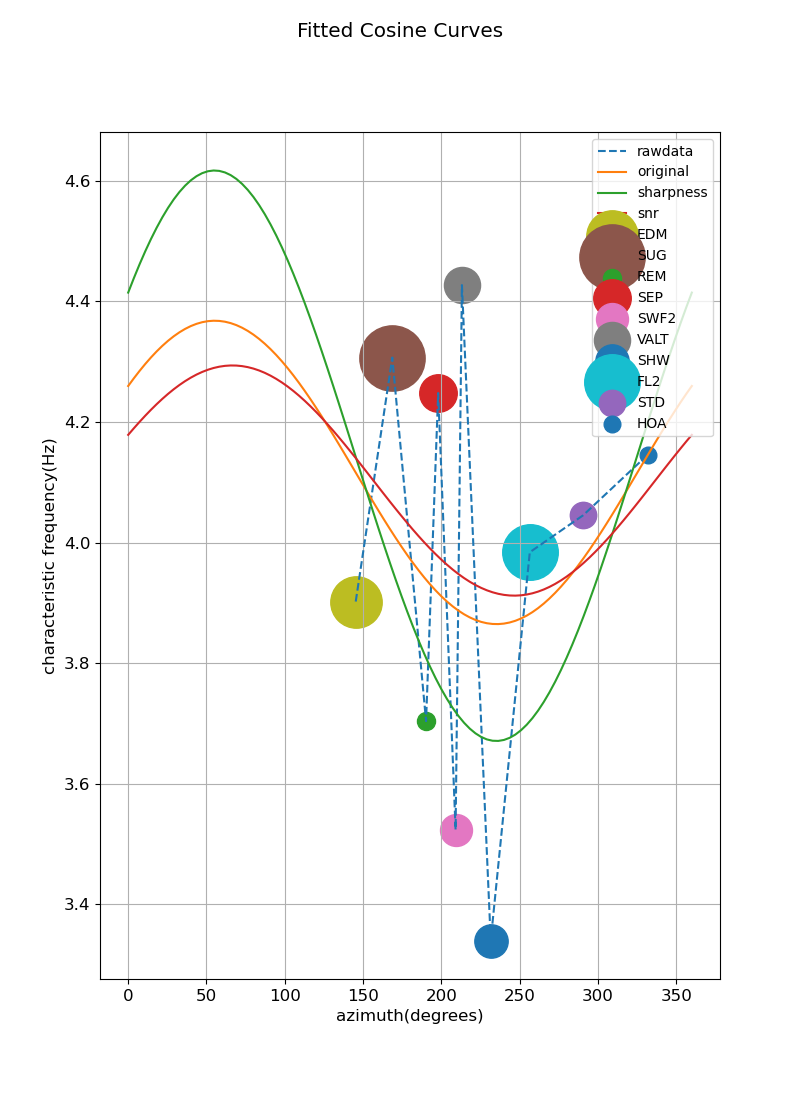 Fitted Cosine Curves
characteristic frequency(Hz)
4.6
4.4
4.2
4.0
3.8
3.6
3.4
0 50 100 150 200 250 300 350
azimuth(degrees)
rawdata
original
sharpness
snr
EDM
SUG
REM
SEP
SWF2
VALT
SHW
FL2
STD
HOA